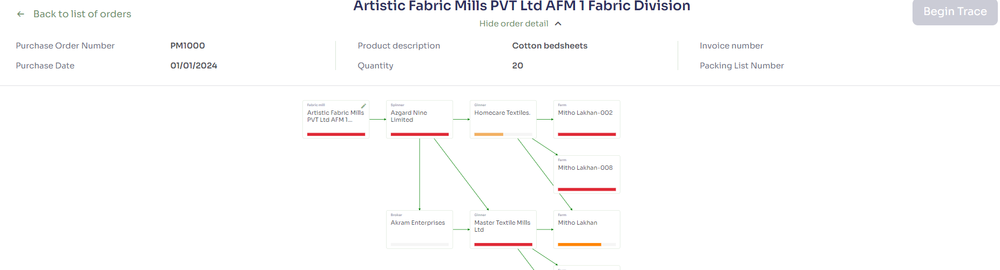 Artistic Fabric Mills PVT Ltd AFM 1 Fabric Division
← Back to list of orders
Begin Trace
Hide order detail
Purchase Order Number PM1000
Product description Cotton bedsheets
Invoice number
Purchase Date 01/01/2024
Quantity 20
Packing List Number
Fabric mill
Artistic Fabric Mills
PVT Ltd AFM 1...
Spinner
Azgard Nine
Limited
Ginner
Homecare Textiles.
Farm
Mitho Lakhan-002
Farm
Mitho Lakhan-008
Broker
Akram Enterprises
Ginner
Master Textile Mills
Ltd
Farm
Mitho Lakhan
Farm